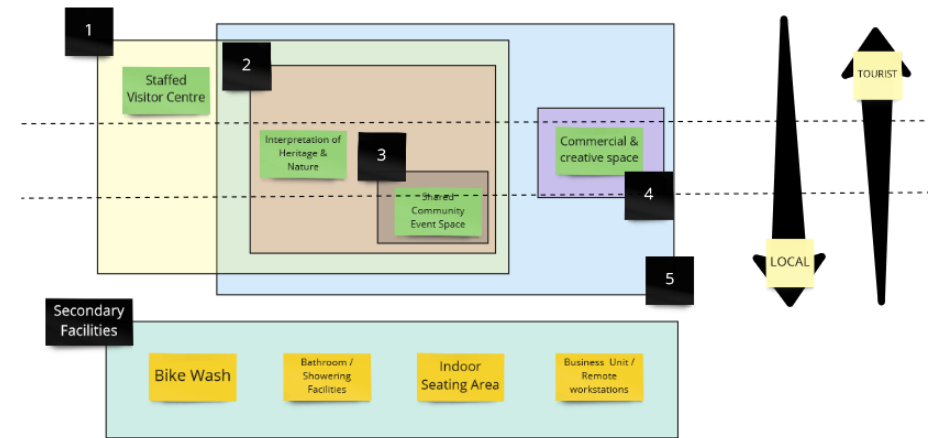 1
2
Staffed
Visitor Centre
TOURIST
Interpretation of
Heritage &
Nature
3
Commercial &
creative space
4
Shared
Community
Event Space
LOCAL
5
Secondary
Facilities
Bike Wash
Bathroom /
Showering
Facilities
Indoor
Seating Area
Business Unit /
Remote
workstations